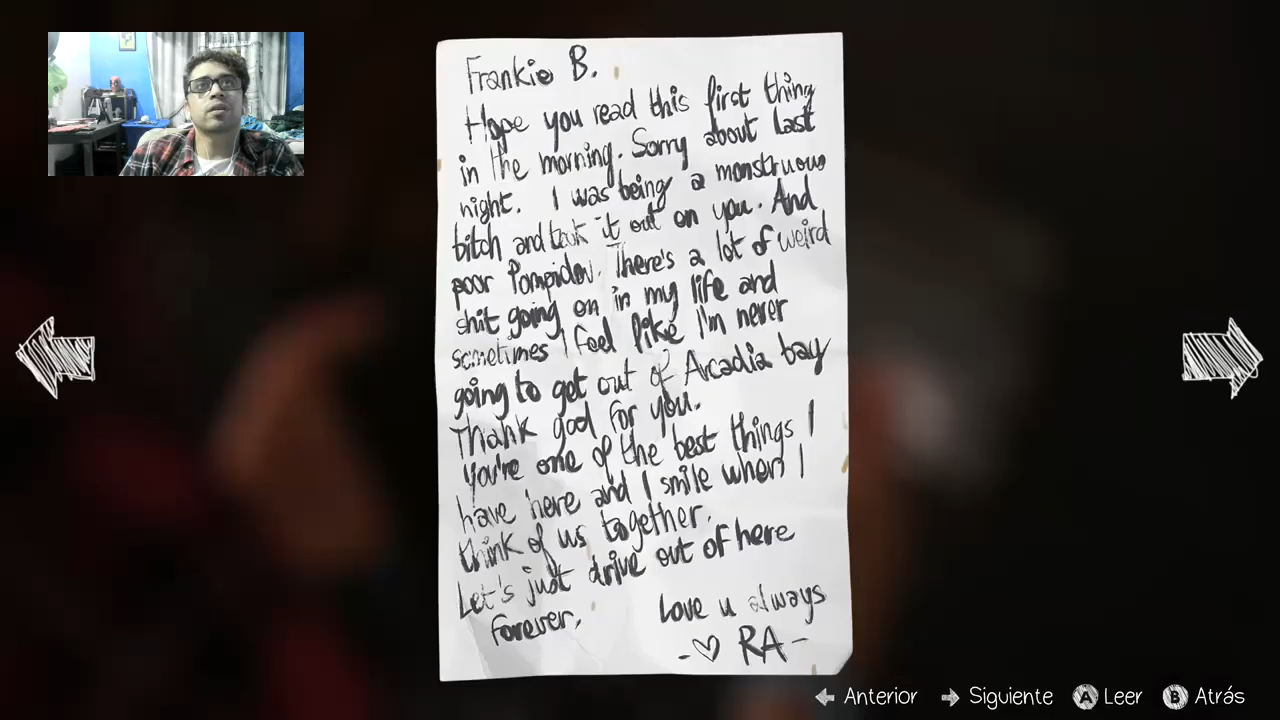 Frankie B.
Hope you read this first thing
in the morning. Sorry about Last
night. I was being a monstruous
bitch and took it out on you. And
poor Pompidou. There's a lot of weird
shit going on in my life and
sometimes I feel like I'm never
going to get out of Arcadia bay
Thank god for you.
You're one of the best things I
have here and I smile when I
think of us together.
Let's just drive out of here
forever.
Love u always
-♡ RA-
Anterior
Siguiente
A Leer
B Atrás